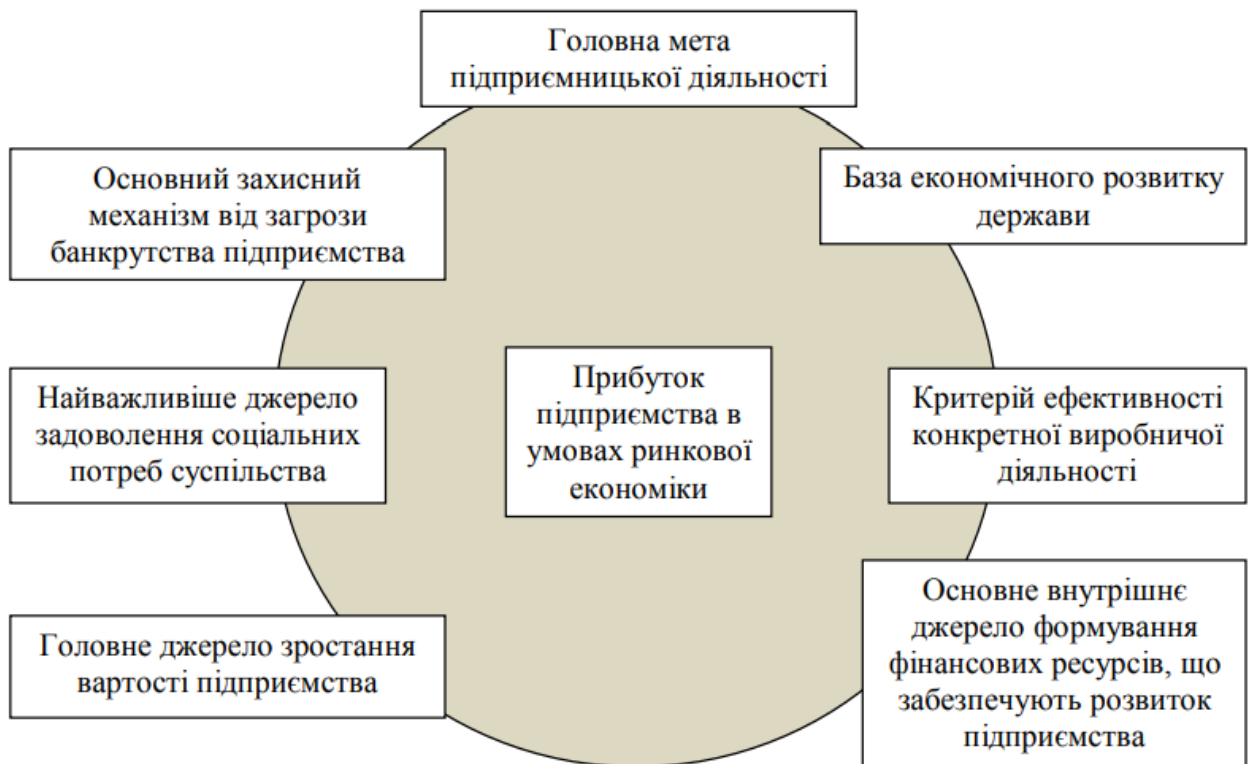 Головна мета
підприємницької діяльності
Основний захисний
механізм від загрози
банкрутства підприємства
База економічного розвитку
держави
Найважливіше джерело
задоволення соціальних
потреб суспільства
Прибуток
підприємства в
умовах ринкової
економіки
Критерій ефективності
конкретної виробничої
діяльності
Головне джерело зростання
вартості підприємства
Основне внутрішнє
джерело формування
фінансових ресурсів, що
забезпечують розвиток
підприємства